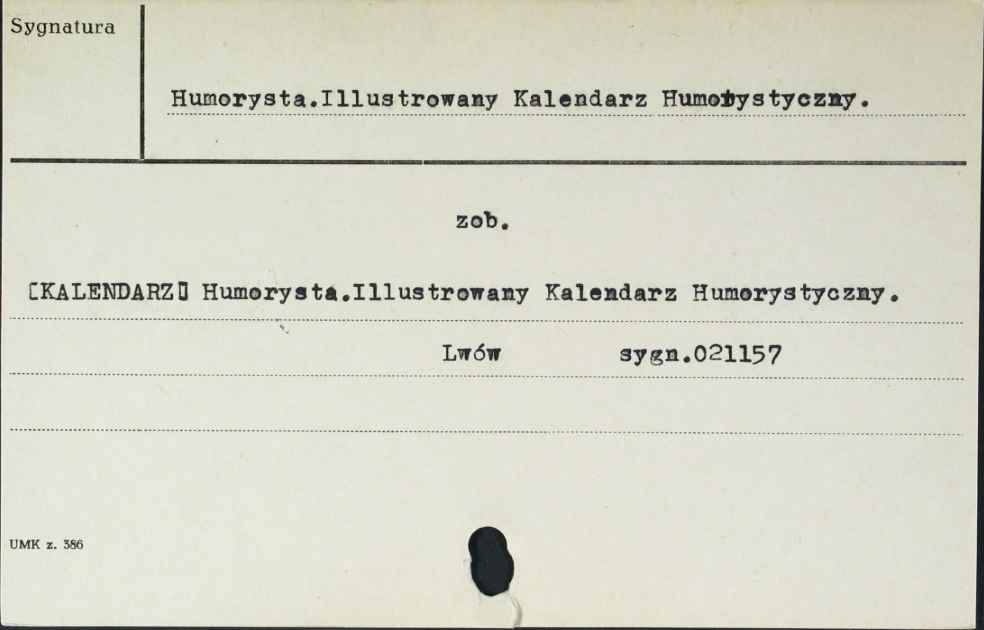 Sygnatura
Humorysta.Illustrowany Kalendarz Humorystyczny.
zob.
[KALENDARZ] Humorysta.Illustrowany Kalendarz Humorystyczny.
Lwów sygn.021157
UMK z. 386